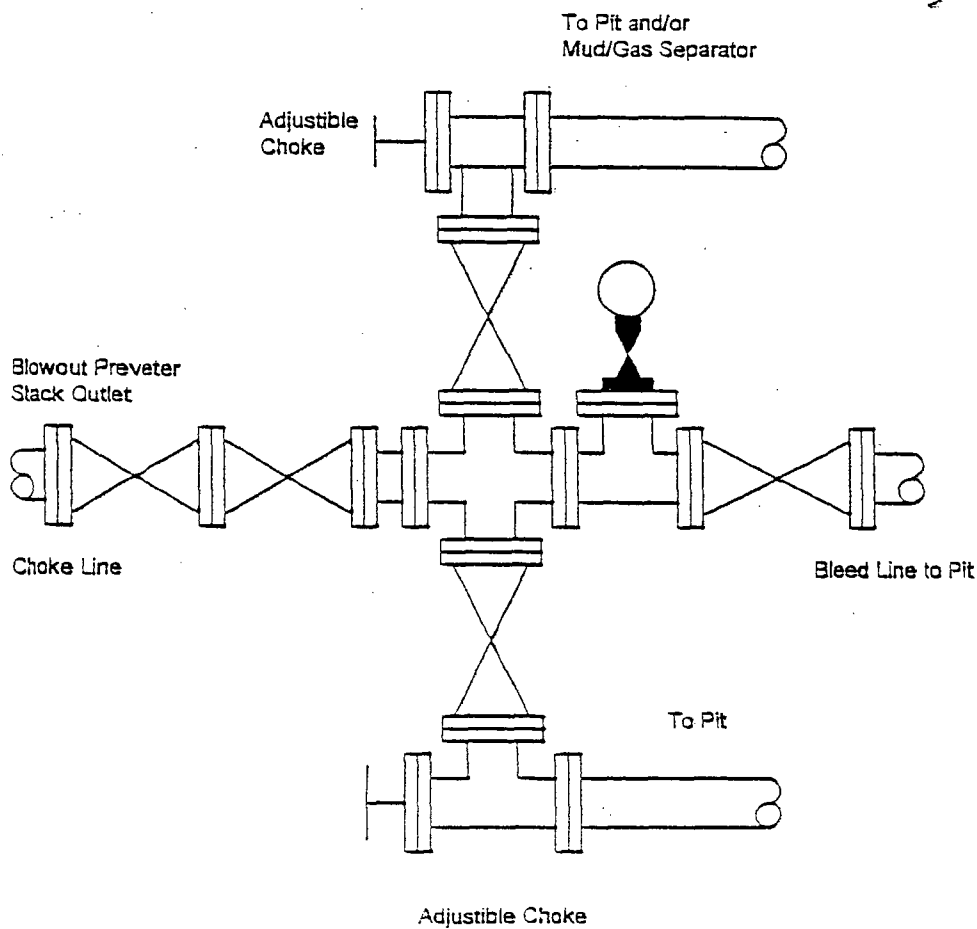 To Pit and/or
Mud/Gas Separator
Adjustible
Choke
Blowout Preveter
Stack Outlet
Choke Line
Bleed Line to Pit
To Pit
Adjustible Choke